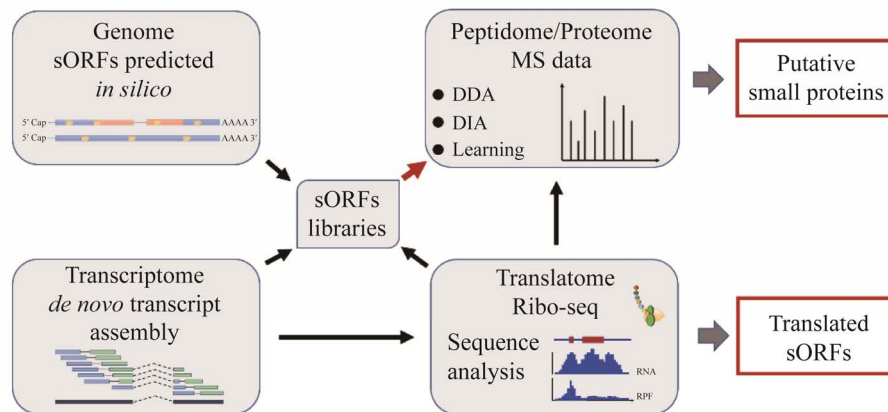 Genome
sORFs predicted
in silico
5' Cap
AAAA 3'
5' Cap
AAAA 3'
Peptidome/Proteome
MS data
DDA
DIA
Learning
Putative
small proteins
sORFs
libraries
Transcriptome
de novo transcript
assembly
Translatome
Ribo-seq
Sequence
analysis
RNA
RPF
Translated
sORFs